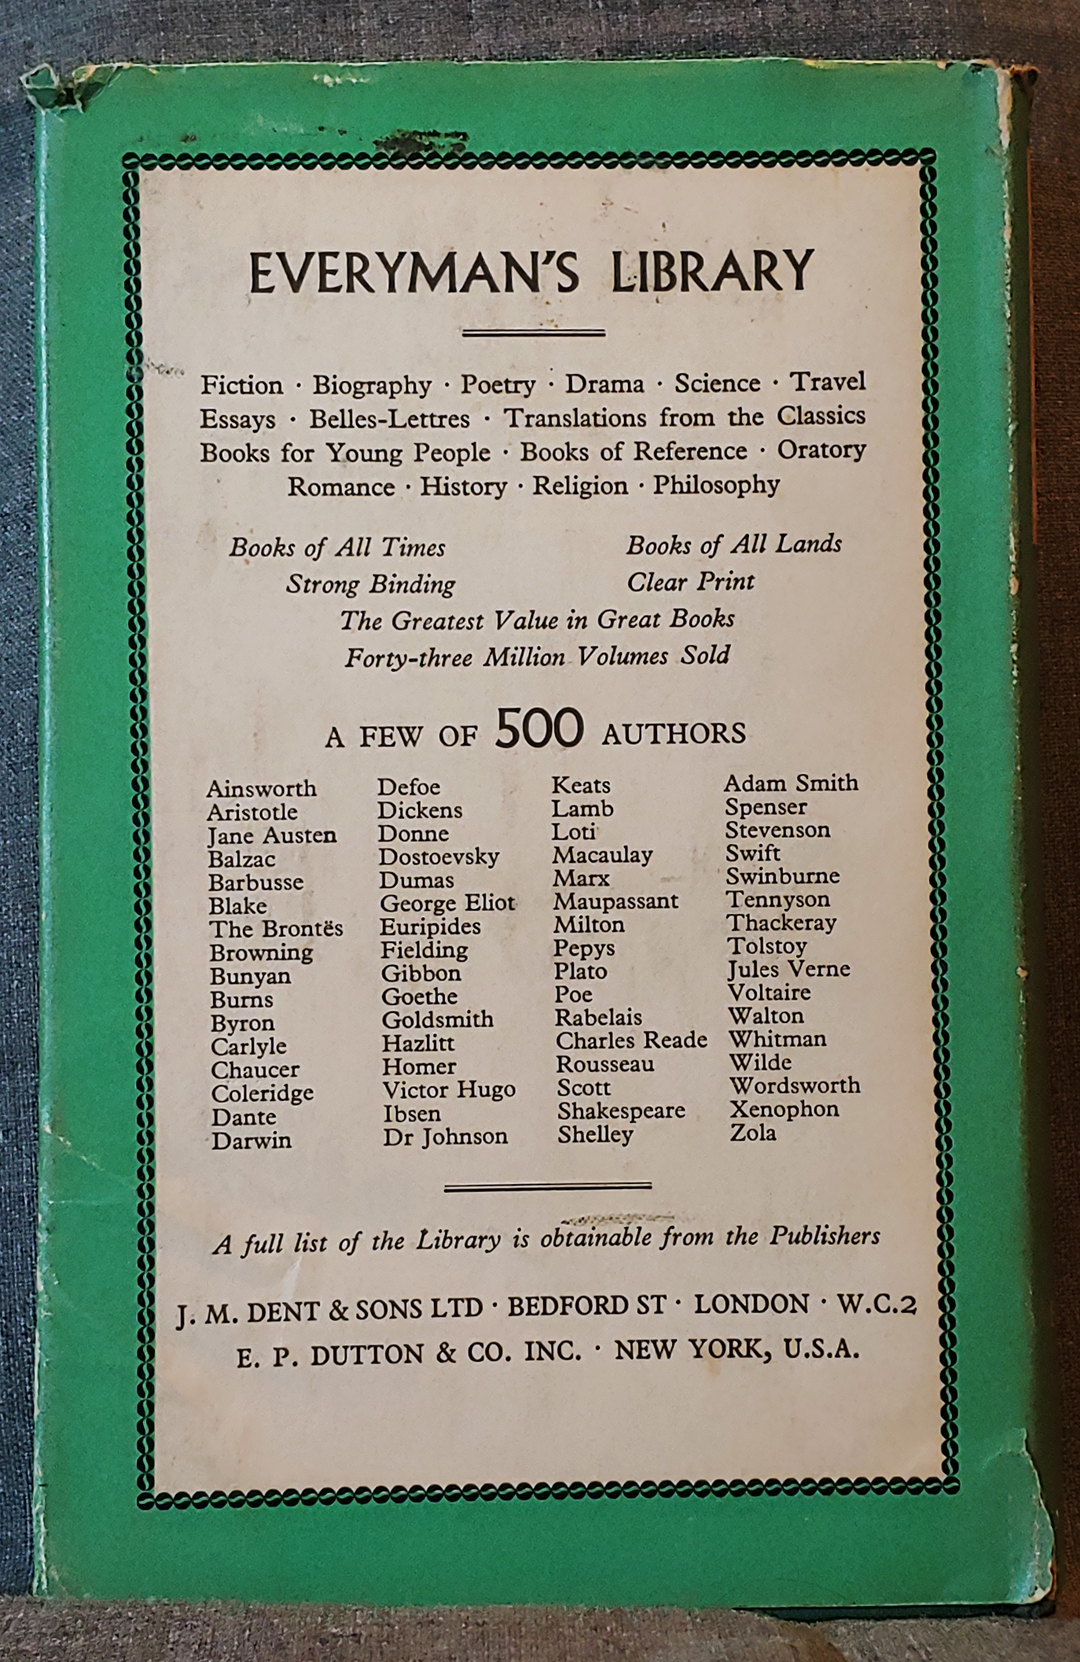 EVERYMAN'S LIBRARY
Fiction · Biography · Poetry · Drama · Science · Travel
Essays · Belles-Lettres · Translations from the Classics
Books for Young People · Books of Reference · Oratory
Romance · History · Religion · Philosophy
Books of All Times Books of All Lands
Strong Binding Clear Print
The Greatest Value in Great Books
Forty-three Million Volumes Sold
A FEW OF 500 AUTHORS
Ainsworth
Aristotle
Jane Austen
Balzac
Barbusse
Blake
The Brontës
Browning
Bunyan
Burns
Byron
Carlyle
Chaucer
Coleridge
Dante
Darwin
Defoe
Dickens
Donne
Dostoevsky
Dumas
George Eliot
Euripides
Fielding
Gibbon
Goethe
Goldsmith
Hazlitt
Homer
Victor Hugo
Ibsen
Dr Johnson
Keats
Lamb
Loti
Macaulay
Marx
Maupassant
Milton
Pepys
Plato
Poe
Rabelais
Charles Reade
Rousseau
Scott
Shakespeare
Shelley
Adam Smith
Spenser
Stevenson
Swift
Swinburne
Tennyson
Thackeray
Tolstoy
Jules Verne
Voltaire
Walton
Whitman
Wilde
Wordsworth
Xenophon
Zola
A full list of the Library is obtainable from the Publishers
J. M. DENT & SONS LTD · BEDFORD ST · LONDON · W.C.2
E. P. DUTTON & CO. INC. · NEW YORK, U.S.A.